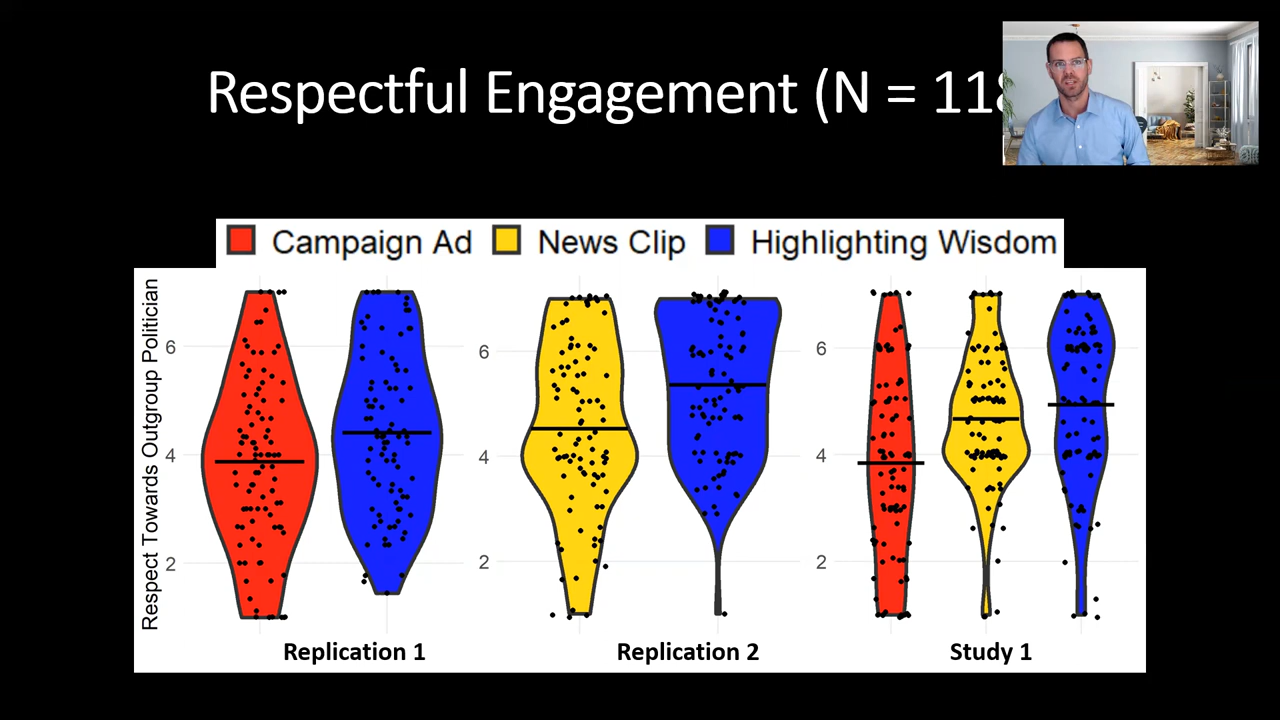 Respectful Engagement (N = 11
Campaign Ad News Clip Highlighting Wisdom
Respect Towards Outgroup Politician
6
4
2
6
4
2
6
4
2
Replication 1 Replication 2 Study 1